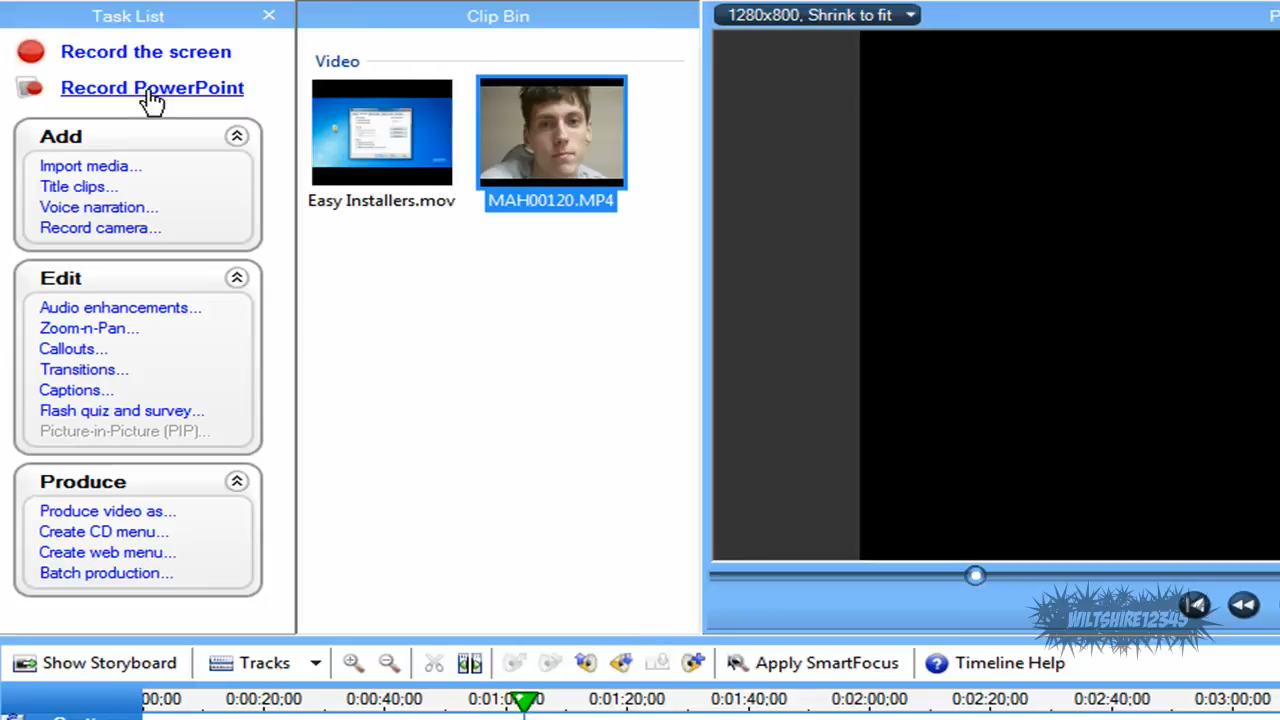 Task List
Clip Bin
1280x800, Shrink to fit
P
Record the screen
Record PowerPoint
Add
Import media...
Title clips...
Voice narration...
Record camera...
Edit
Audio enhancements...
Zoom-n-Pan...
Callouts...
Transitions...
Captions...
Flash quiz and survey...
Picture-in-Picture (PIP)...
Produce
Produce video as...
Create CD menu...
Create web menu...
Batch production...
Video
Easy Installers.mov
MAH00120.MP4
WILTSHIRE12345
Show Storyboard
Tracks
Apply SmartFocus
Timeline Help
00;00 0:00:20;00 0:00:40;00 0:01:20;00 0:01:40;00 0:02:00;00 0:02:20;00 0:02:40;00 0:03:00;00